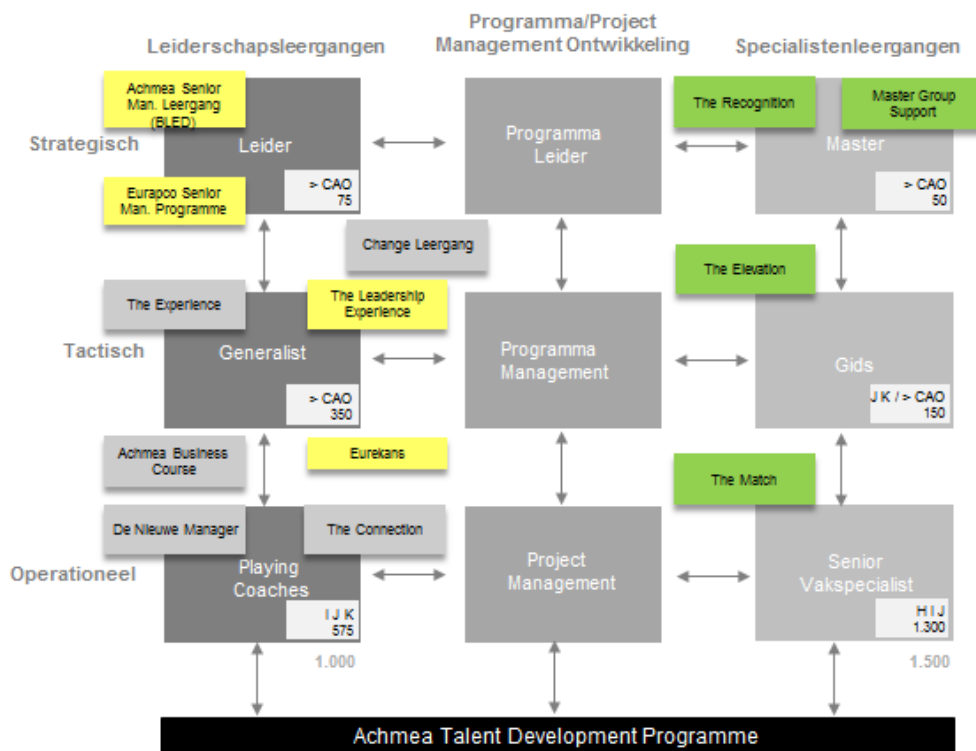 Leiderschapsleergangen
Programma/Project
Management Ontwikkeling
Specialistenleergangen
Strategisch
Achmea Senior
Man. Leergang
(BLED)
Leider
> CAO
75
Eurapco Senior
Man. Programme
Programma
Leider
The Recognition
Master Group
Support
Master
> CAO
50
Change Leergang
Tactisch
The Experience
The Leadership
Experience
Generalist
> CAO
350
Programma
Management
The Elevation
Gids
J K / > CAO
150
Achmea Business
Course
Eurekans
Operationeel
De Nieuwe Manager
The Connection
Playing
Coaches
I J K
575
1.000
Project
Management
The Match
Senior
Vakspecialist
H I J
1.300
1.500
Achmea Talent Development Programme